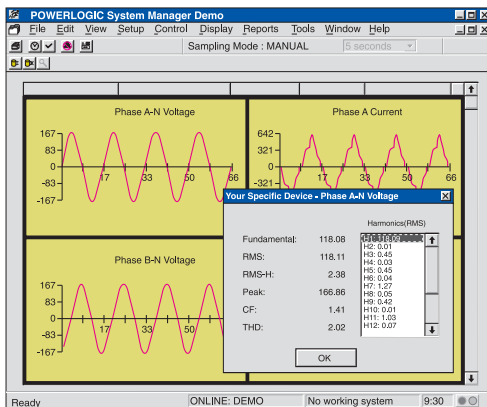 POWERLOGIC System Manager Demo
File Edit View Setup Control Display Reports Tools Window Help
Sampling Mode : MANUAL 5 seconds
Phase A-N Voltage
167
83
0
-83
-167
17 33 50 66
Phase A Current
642
321
0
-321
17 33 50 66
Phase B-N Voltage
167
83
0
-83
-167
17 33 50
Your Specific Device - Phase A-N Voltage
Harmonics(RMS)
Fundamental: 118.08
RMS: 118.11
RMS-H: 2.38
Peak: 166.86
CF: 1.41
THD: 2.02
H1: 118.09
H2: 0.01
H3: 0.45
H4: 0.03
H5: 0.45
H6: 0.04
H7: 1.27
H8: 0.05
H9: 0.42
H10: 0.01
H11: 1.03
H12: 0.07
OK
Ready ONLINE: DEMO No working system 9:30